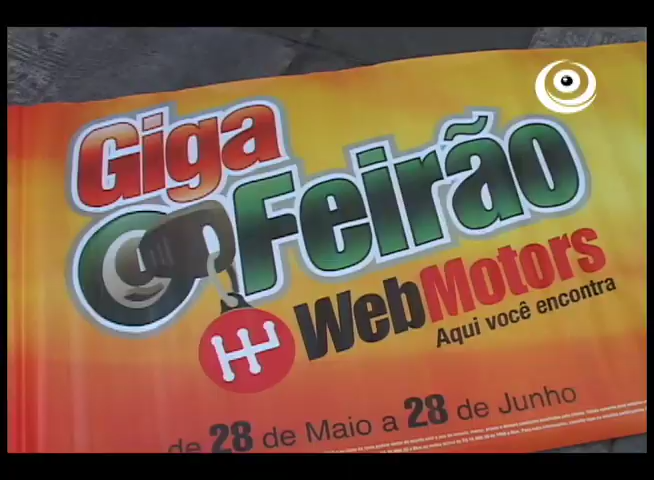 Giga
O Feirão
WebMotors
Aqui você encontra
de 28 de Maio a 28 de Junho